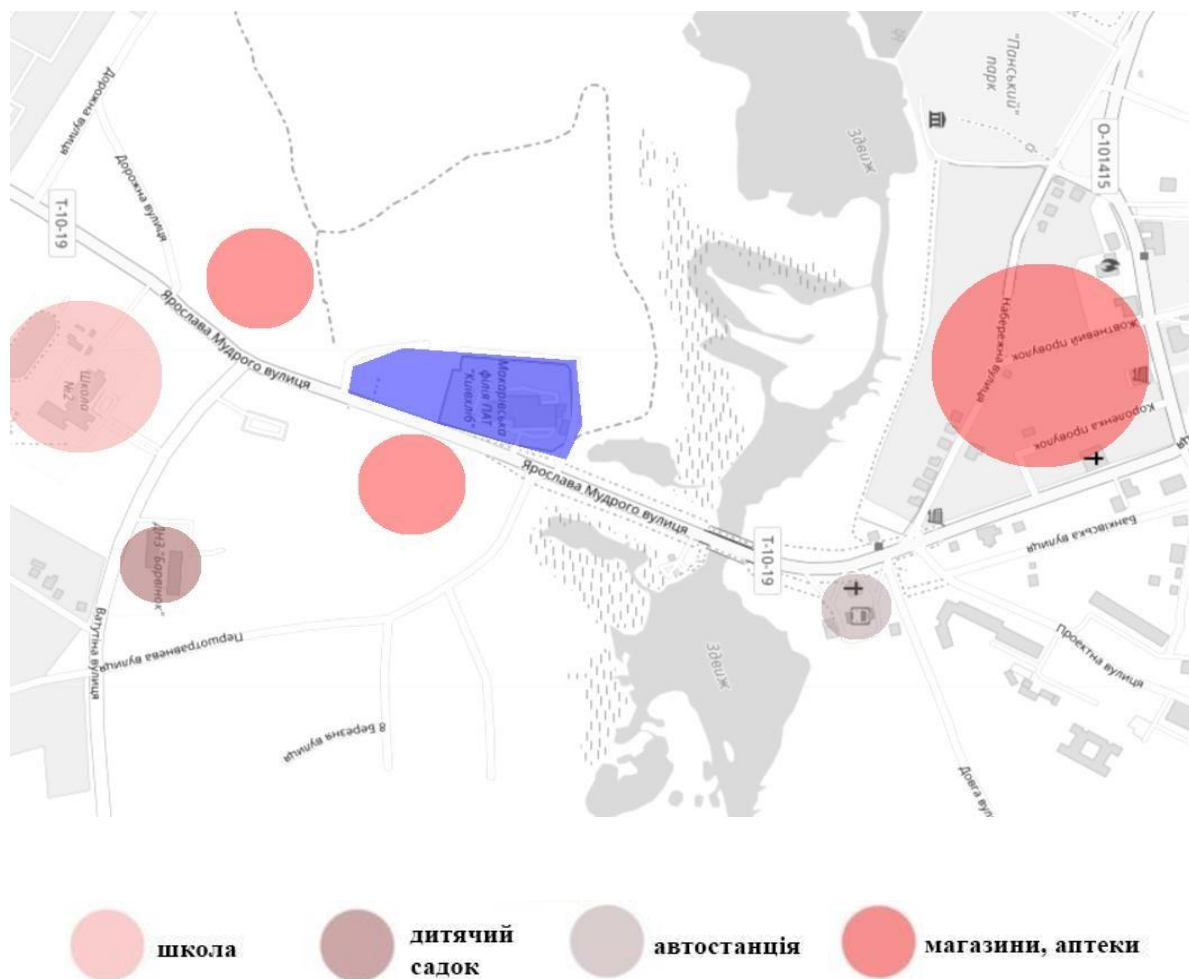 "Панський"
парк
Дорожна вулиця
О-101415
Здвиж
Дорожна вулиця
Т-10-19
Ярослава Мудрого вулиця
Школа
№2
Макарівська
філія ПАТ
"Київхліб"
Набережна вулиця
Жовтневий провулок
Короленка провулок
Ярослава Мудрого вулиця
Т-10-19
Банківська вулиця
ДНЗ "Барвінок"
Ватутіна вулиця
Першотравнева вулиця
Здвиж
Проектна вулиця
8 Березня вулиця
Довга вул
школа
дитячий
садок
автостанція
магазини, аптеки